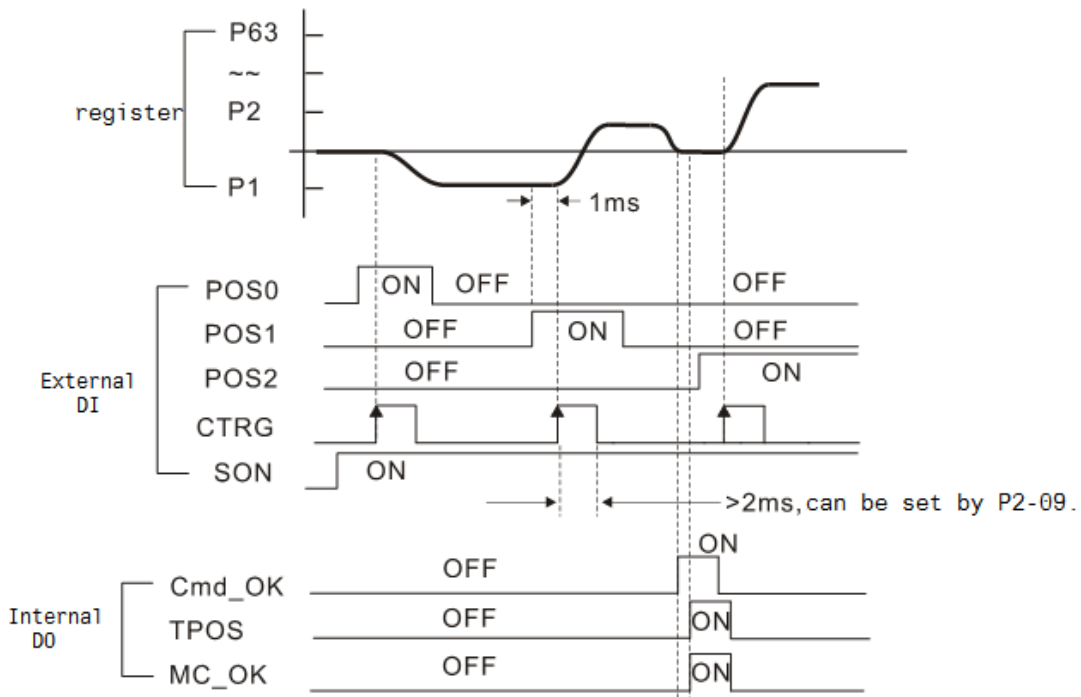 P63
~~
register
P2
P1
1ms
POS0 ON OFF OFF
POS1 OFF ON OFF
External
DI
POS2 OFF ON
CTRG
SON ON
>2ms,can be set by P2-09.
Cmd_OK OFF ON
Internal
DO
TPOS OFF ON
MC_OK OFF ON